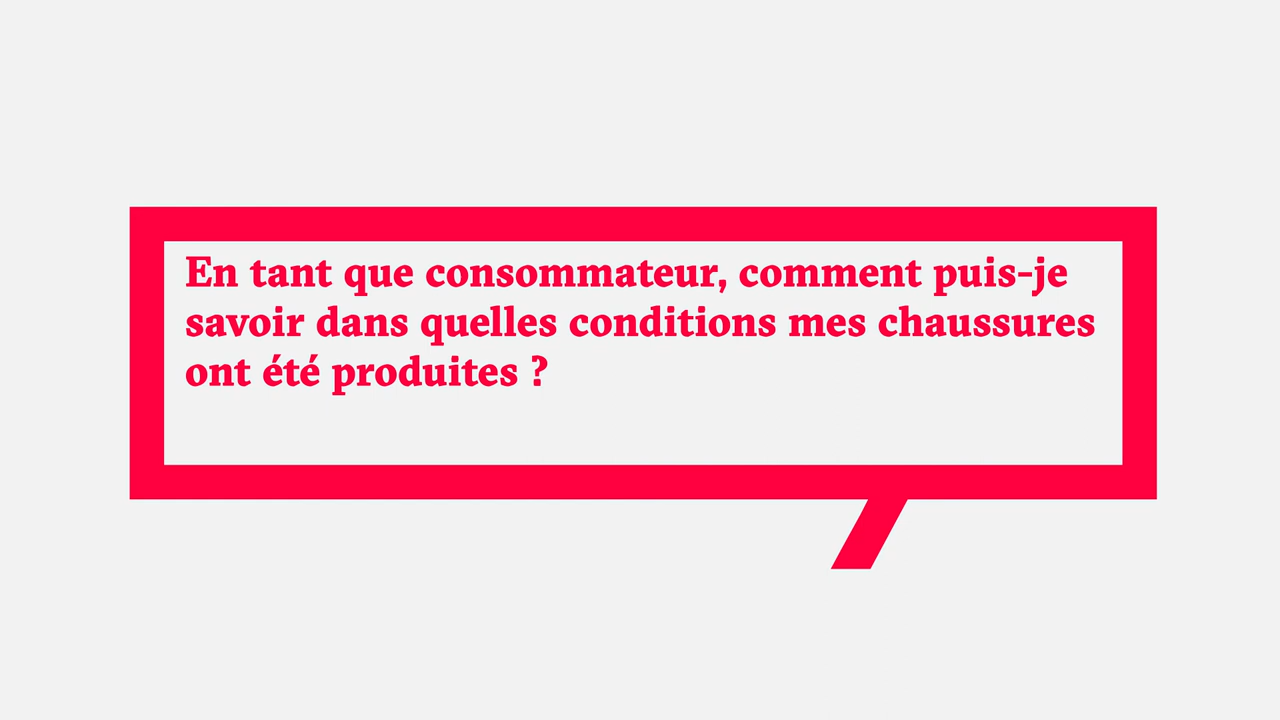 En tant que consommateur, comment puis-je
savoir dans quelles conditions mes chaussures
ont été produites ?